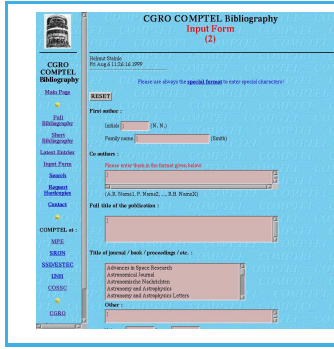 CGRO COMPTEL Bibliography
Input Form
(2)
Helmut Steinle
Fri Aug 6 11:26:16 1999
Please use always the special format to enter special characters!
RESET
First author :
Initials (N. N.)
Family name (Smith)
Co authors :
Please enter them in the format given below
(A.B. Name1, P. Name2, ..., R.H. NameX)
Full title of the publication :
Title of journal / book / proceedings / etc. :
Advances in Space Research
Astronomical Journal
Astronomische Nachrichten
Astronomy and Astrophysics
Astronomy and Astrophysics Letters
Other :
CGRO
COMPTEL
Bibliography
Main Page
Full
Bibliography
Short
Bibliography
Latest Entries
Input Form
Search
Request
Hardcopies
Contact
COMPTEL at :
MPE
SRON
SSD/ESTEC
UNH
COSSC
CGRO